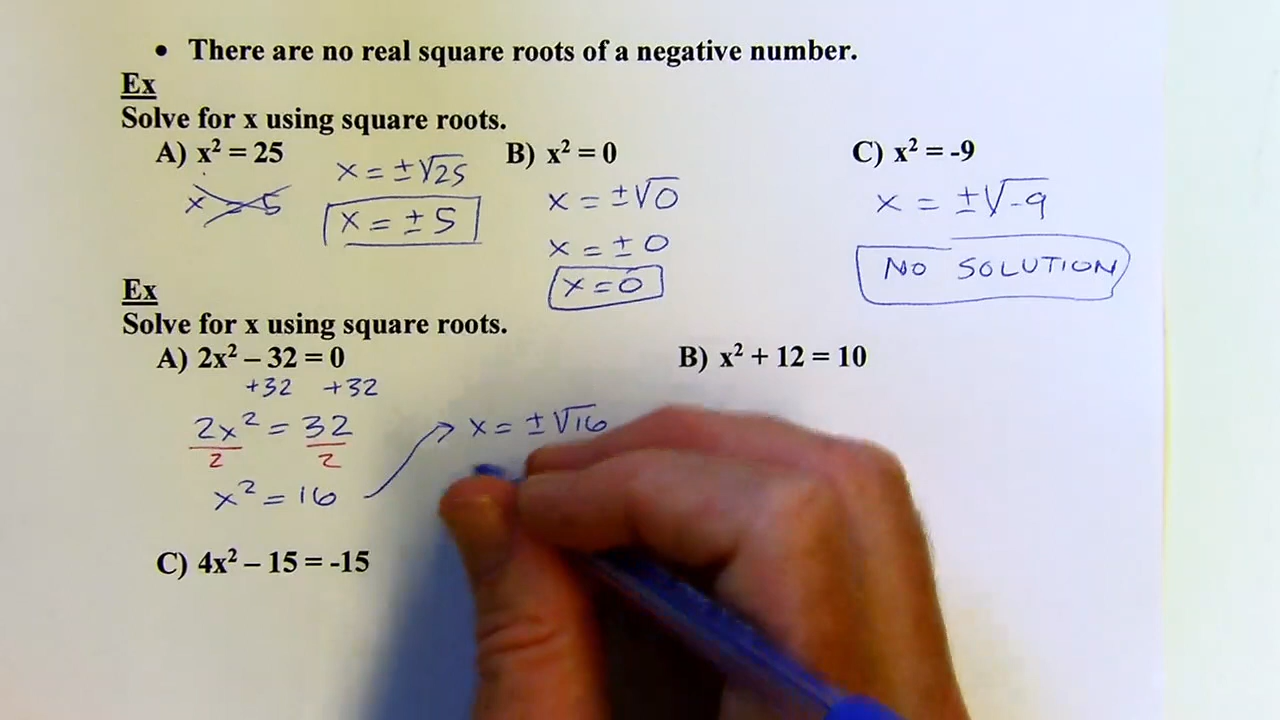 • There are no real square roots of a negative number.
Ex
Solve for x using square roots.
A) x² = 25
x = 5
x = ±√25
x = ±5
B) x² = 0
x = ±√0
x = ±0
x = 0
C) x² = -9
x = ±√-9
NO SOLUTION
Ex
Solve for x using square roots.
A) 2x² – 32 = 0
+32 +32
2x² = 32
2 2
x² = 16
x = ±√16
B) x² + 12 = 10
C) 4x² – 15 = -15